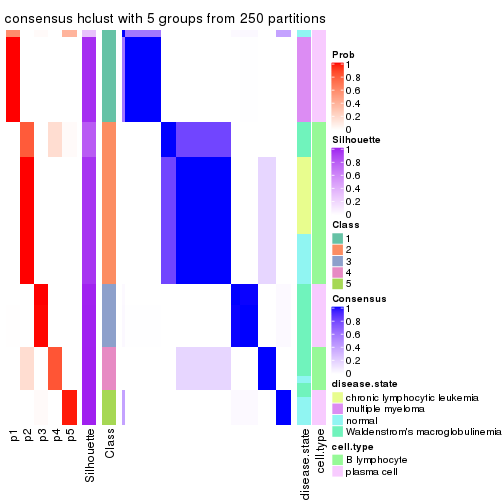 consensus hclust with 5 groups from 250 partitions
Prob
1
0.8
0.6
0.4
0.2
0
Silhouette
1
0.8
0.6
0.4
0.2
0
Class
1
2
3
4
5
Consensus
1
0.8
0.6
0.4
0.2
0
disease.state
chronic lymphocytic leukemia
multiple myeloma
normal
Waldenstrom's macroglobulinemia
cell.type
B lymphocyte
plasma cell
p1
p2
p3
p4
p5
Silhouette
Class
disease.state
cell.type